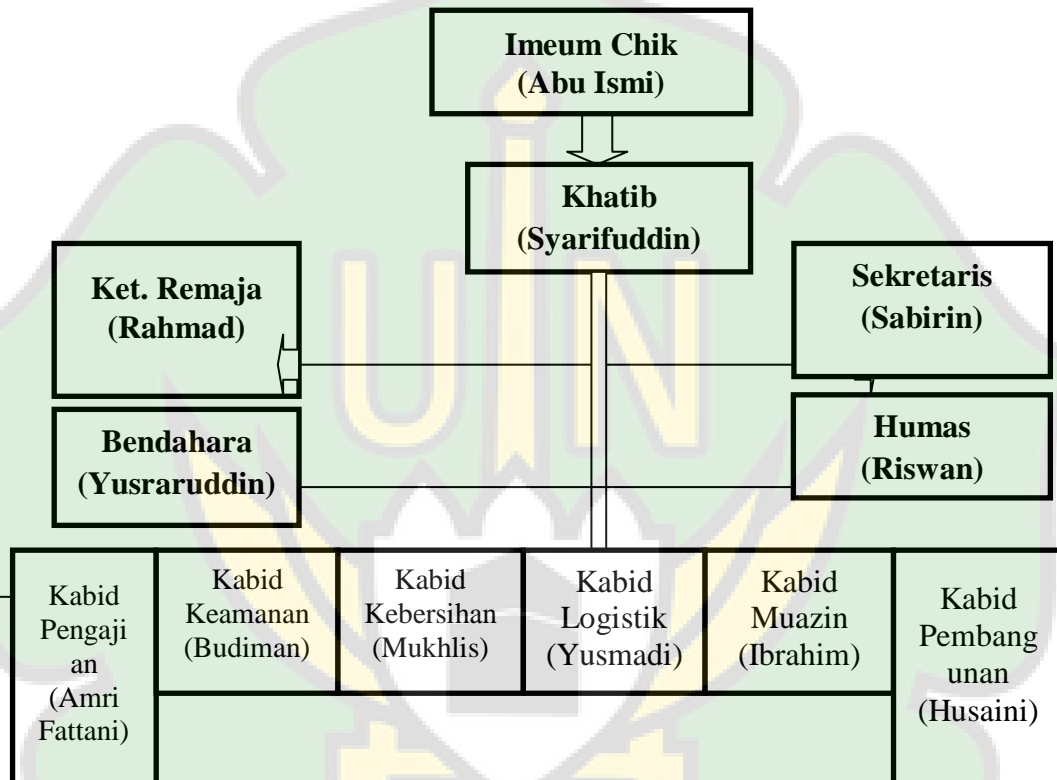 Imeum Chik
(Abu Ismi)
Khatib
(Syarifuddin)
Ket. Remaja
(Rahmad)
Sekretaris
(Sabirin)
Bendahara
(Yusraruddin)
Humas
(Riswan)
Kabid
Pengaji
an
(Amri
Fattani)
Kabid
Keamanan
(Budiman)
Kabid
Kebersihan
(Mukhlis)
Kabid
Logistik
(Yusmadi)
Kabid
Muazin
(Ibrahim)
Kabid
Pembang
unan
(Husaini)
UIN